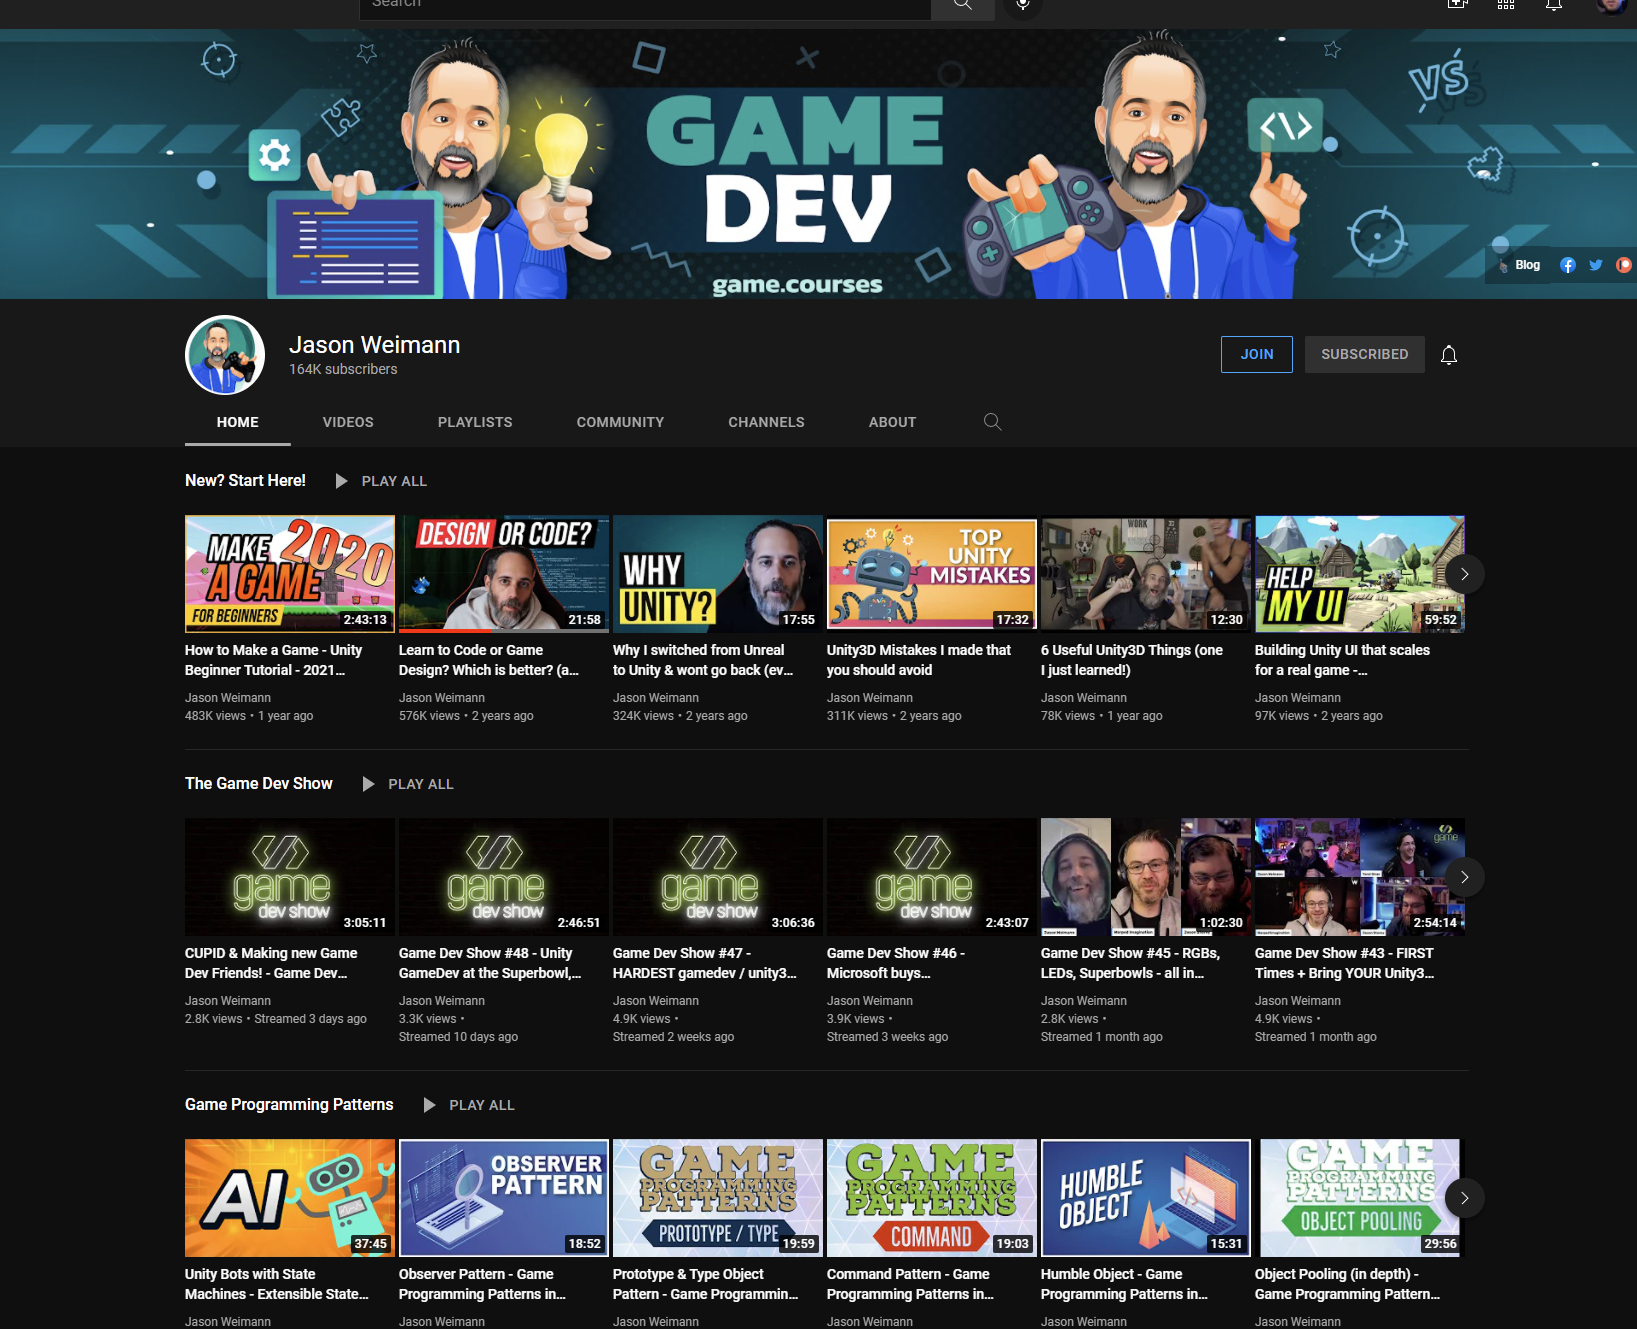 Search
VS
GAME
DEV
game.courses
Blog
Jason Weimann
164K subscribers
JOIN
SUBSCRIBED
HOME
VIDEOS
PLAYLISTS
COMMUNITY
CHANNELS
ABOUT
New? Start Here!
PLAY ALL
MAKE
A GAME
2020
FOR BEGINNERS
2:43:13
How to Make a Game - Unity
Beginner Tutorial - 2021...
Jason Weimann
483K views • 1 year ago
DESIGN OR CODE?
21:58
Learn to Code or Game
Design? Which is better? (a...
Jason Weimann
576K views • 2 years ago
WHY
UNITY?
17:55
Why I switched from Unreal
to Unity & wont go back (ev...
Jason Weimann
324K views • 2 years ago
TOP
UNITY
MISTAKES
17:32
Unity3D Mistakes I made that
you should avoid
Jason Weimann
311K views • 2 years ago
WORK
12:30
6 Useful Unity3D Things (one
I just learned!)
Jason Weimann
78K views • 1 year ago
HELP
MY UI
59:52
Building Unity UI that scales
for a real game -...
Jason Weimann
97K views • 2 years ago
The Game Dev Show
PLAY ALL
game
dev show
3:05:11
CUPID & Making new Game
Dev Friends! - Game Dev...
Jason Weimann
2.8K views • Streamed 3 days ago
game
dev show
2:46:51
Game Dev Show #48 - Unity
GameDev at the Superbowl,...
Jason Weimann
3.3K views •
Streamed 10 days ago
game
dev show
3:06:36
Game Dev Show #47 -
HARDEST gamedev / unity3...
Jason Weimann
4.9K views •
Streamed 2 weeks ago
game
dev show
2:43:07
Game Dev Show #46 -
Microsoft buys...
Jason Weimann
3.9K views •
Streamed 3 weeks ago
1:02:30
Game Dev Show #45 - RGBs,
LEDs, Superbowls - all in...
Jason Weimann
2.8K views •
Streamed 1 month ago
game
2:54:14
Game Dev Show #43 - FIRST
Times + Bring YOUR Unity3...
Jason Weimann
4.9K views •
Streamed 1 month ago
Game Programming Patterns
PLAY ALL
AI
37:45
Unity Bots with State
Machines - Extensible State...
Jason Weimann
OBSERVER
PATTERN
18:52
Observer Pattern - Game
Programming Patterns in...
Jason Weimann
GAME
PROGRAMMING
PATTERNS
PROTOTYPE / TYPE
19:59
Prototype & Type Object
Pattern - Game Programmin...
Jason Weimann
GAME
PROGRAMMING
PATTERNS
COMMAND
19:03
Command Pattern - Game
Programming Patterns in...
Jason Weimann
HUMBLE
OBJECT
15:31
Humble Object - Game
Programming Patterns in...
Jason Weimann
GAME
PROGRAMMING
PATTERNS
OBJECT POOLING
29:56
Object Pooling (in depth) -
Game Programming Pattern...
Jason Weimann